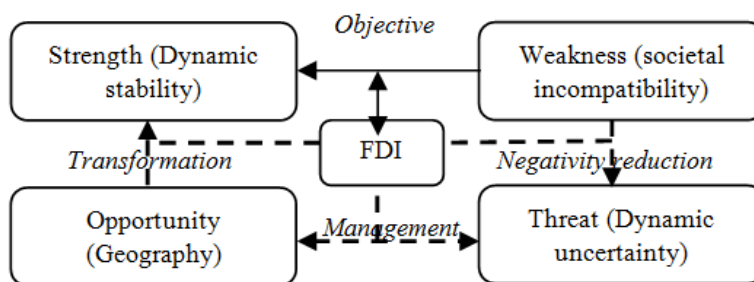 Objective
Strength (Dynamic
stability)
Weakness (societal
incompatibility)
FDI
Transformation
Negativity reduction
Opportunity
(Geography)
Management
Threat (Dynamic
uncertainty)